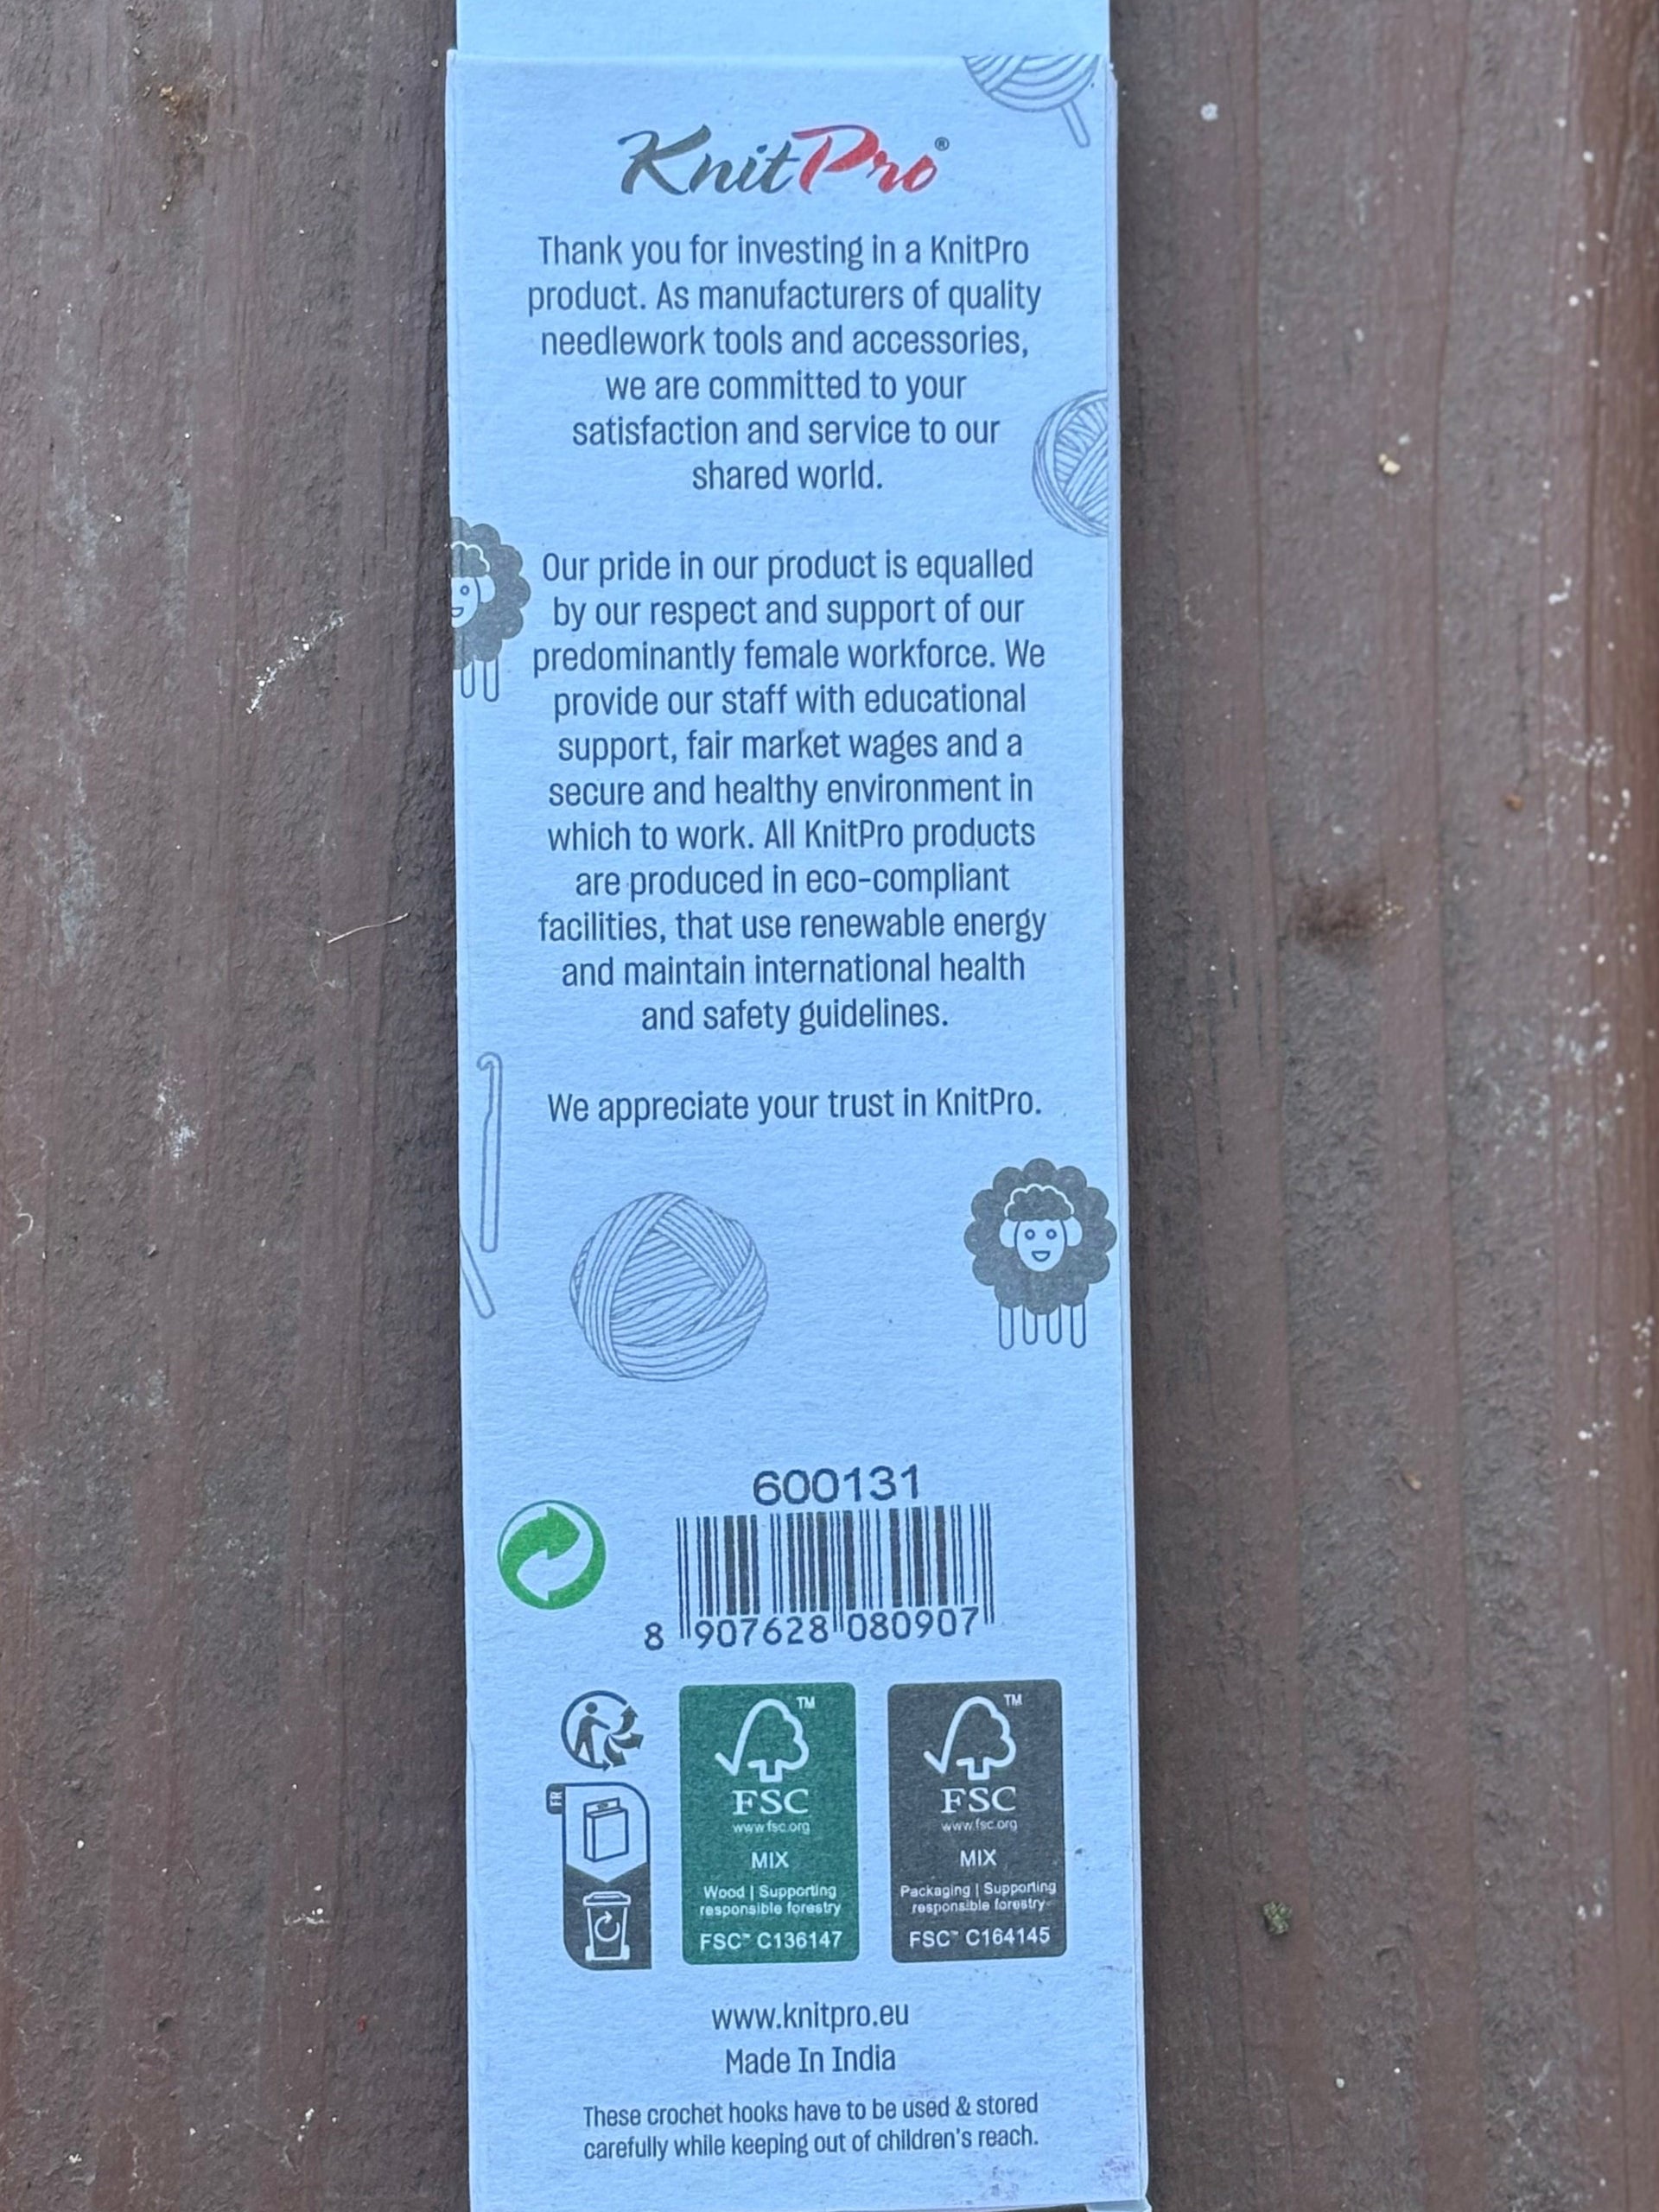 KnitPro®
Thank you for investing in a KnitPro
product. As manufacturers of quality
needlework tools and accessories,
we are committed to your
satisfaction and service to our
shared world.
Our pride in our product is equalled
by our respect and support of our
predominantly female workforce. We
provide our staff with educational
support, fair market wages and a
secure and healthy environment in
which to work. All KnitPro products
are produced in eco-compliant
facilities, that use renewable energy
and maintain international health
and safety guidelines.
We appreciate your trust in KnitPro.
600131
8 907628 080907
FR
TM
FSC
www.fsc.org
MIX
Wood | Supporting
responsible forestry
FSC™ C136147
TM
FSC
www.fsc.org
MIX
Packaging | Supporting
responsible forestry
FSC™ C164145
www.knitpro.eu
Made In India
These crochet hooks have to be used & stored
carefully while keeping out of children's reach.